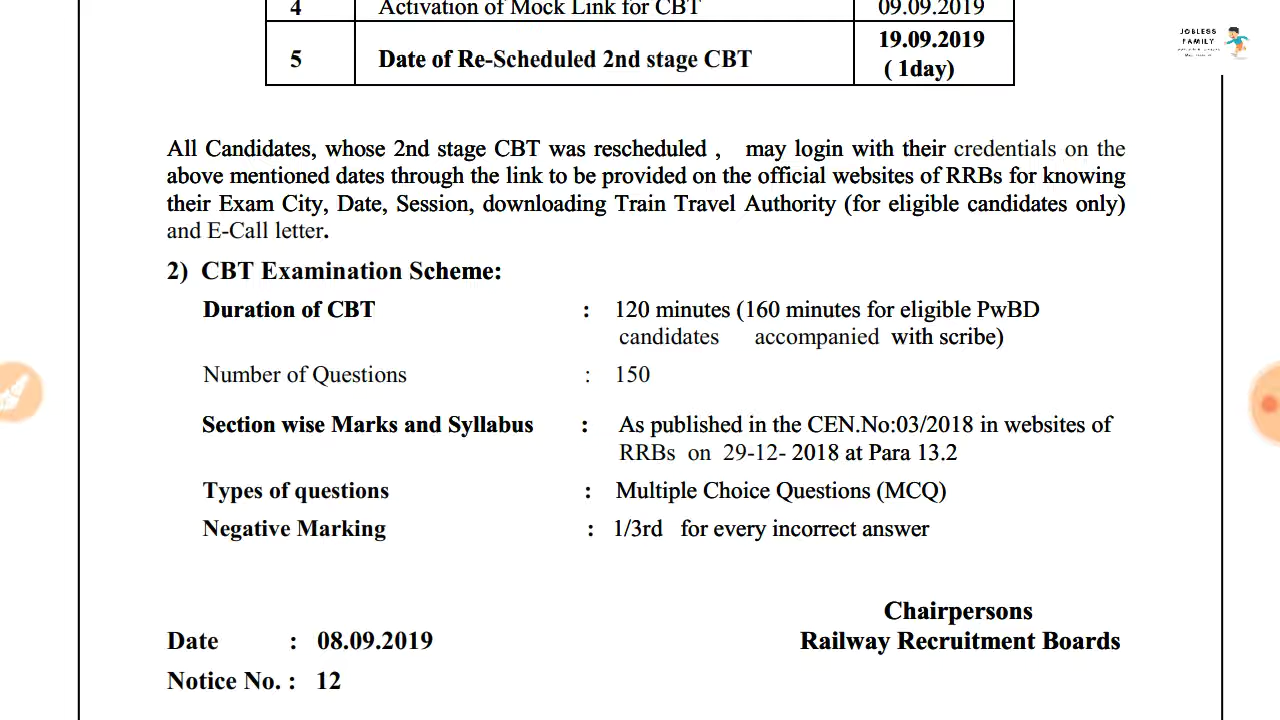 4 Activation of Mock Link for CBT 09.09.2019
5 Date of Re-Scheduled 2nd stage CBT 19.09.2019
( 1day)
JOBLESS
FAMILY
All Candidates, whose 2nd stage CBT was rescheduled , may login with their credentials on the
above mentioned dates through the link to be provided on the official websites of RRBs for knowing
their Exam City, Date, Session, downloading Train Travel Authority (for eligible candidates only)
and E-Call letter.
2) CBT Examination Scheme:
Duration of CBT : 120 minutes (160 minutes for eligible PwBD
candidates accompanied with scribe)
Number of Questions : 150
Section wise Marks and Syllabus : As published in the CEN.No:03/2018 in websites of
RRBs on 29-12- 2018 at Para 13.2
Types of questions : Multiple Choice Questions (MCQ)
Negative Marking : 1/3rd for every incorrect answer
Chairpersons
Date : 08.09.2019 Railway Recruitment Boards
Notice No. : 12